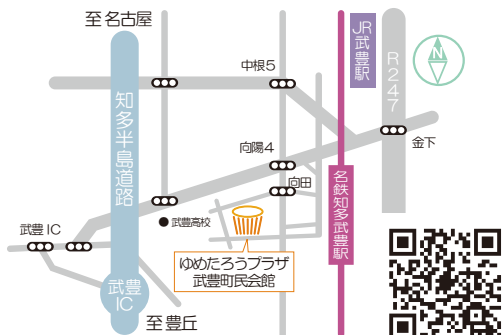 至名古屋
JR武豊駅
R247
N
中根5
知多半島道路
金下
向陽4
向田
名鉄知多武豊駅
武豊高校
武豊IC
ゆめたろうプラザ
武豊町民会館
武豊
IC
至豊丘